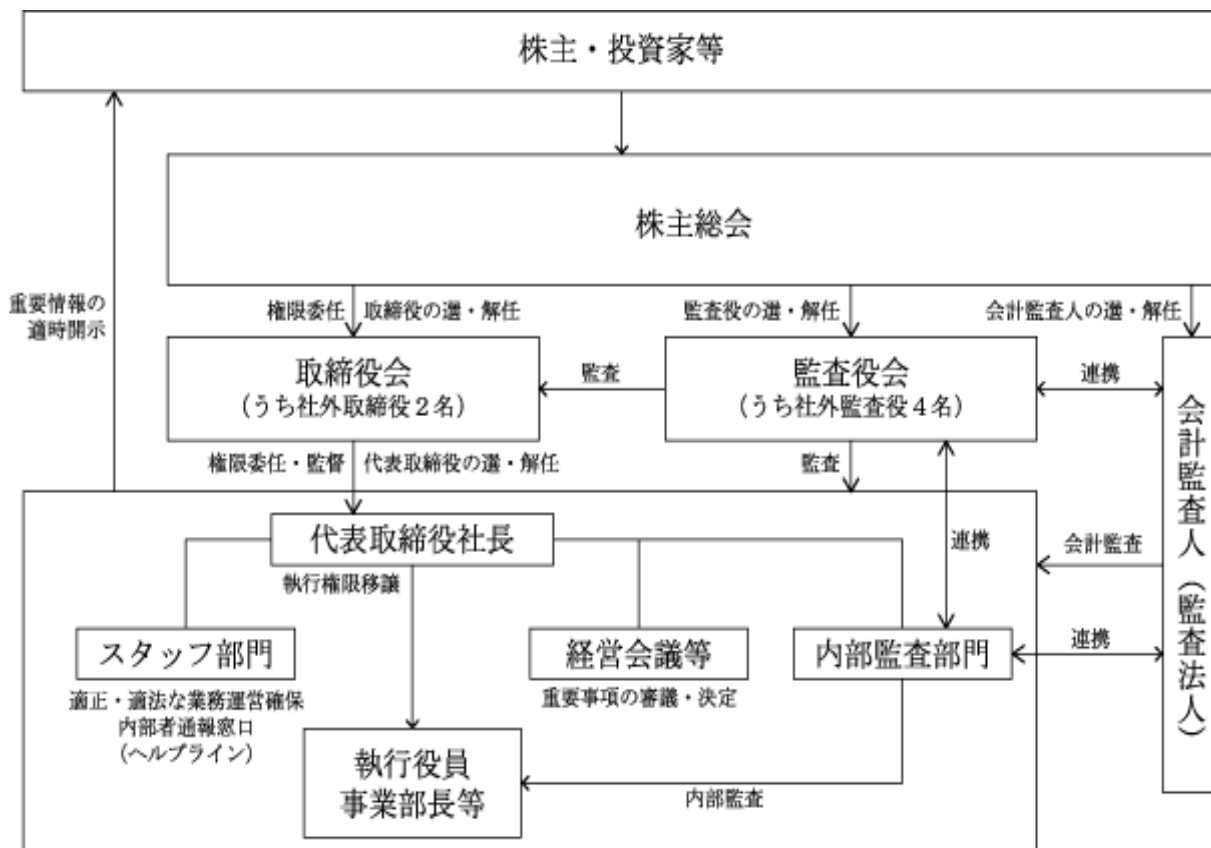 株主・投資家等
株主総会
重要情報の
適時開示
権限委任
取締役の選・解任
監査役の選・解任
会計監査人の選・解任
取締役会
(うち社外取締役2名)
監査
監査役会
(うち社外監査役4名)
連携
会計監査人(監査法人)
権限委任・監督
代表取締役の選・解任
監査
代表取締役社長
執行権限移譲
連携
会計監査
スタッフ部門
適正・適法な業務運営確保
内部者通報窓口
(ヘルプライン)
経営会議等
重要事項の審議・決定
内部監査部門
連携
執行役員
事業部長等
内部監査